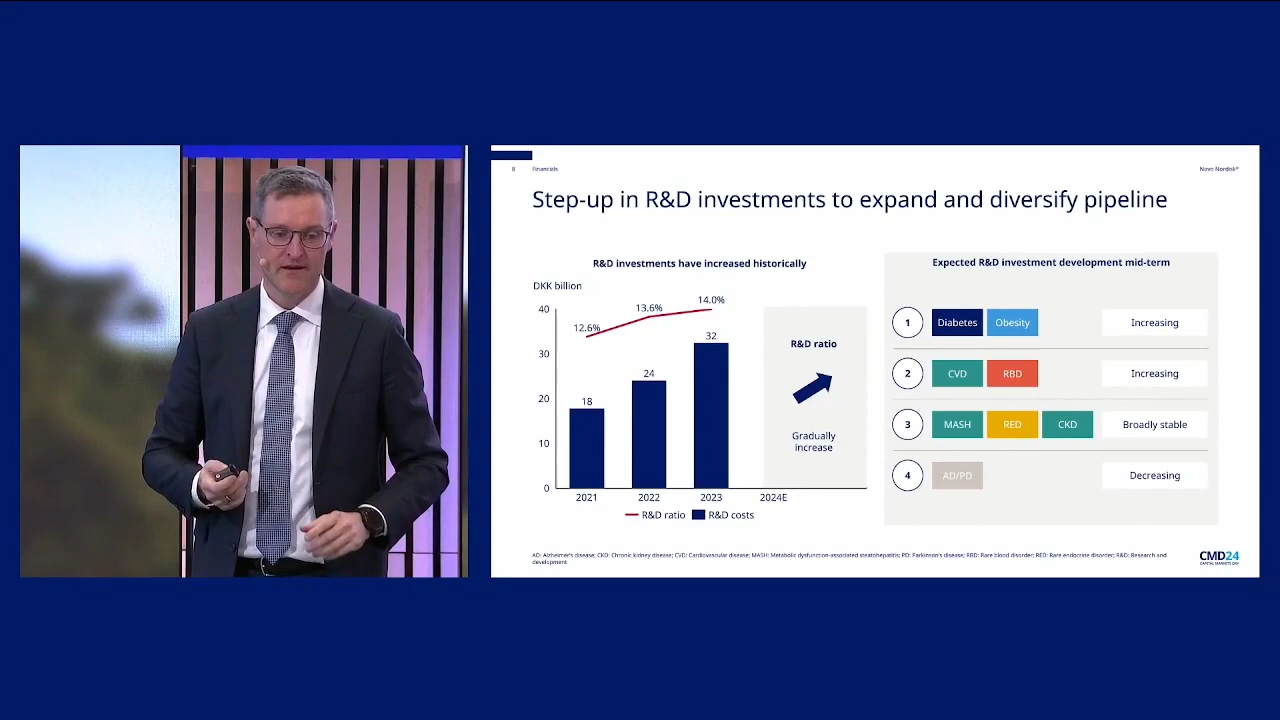 8 Financials
Novo Nordisk®
Step-up in R&D investments to expand and diversify pipeline
R&D investments have increased historically
DKK billion
40
30
20
10
0
12.6%
13.6%
14.0%
18
24
32
2021
2022
2023
2024E
R&D ratio
R&D costs
R&D ratio
Gradually
increase
Expected R&D investment development mid-term
1 Diabetes Obesity Increasing
2 CVD RBD Increasing
3 MASH RED CKD Broadly stable
4 AD/PD Decreasing
AD: Alzheimer's disease; CKD: Chronic kidney disease; CVD: Cardiovascular disease; MASH: Metabolic dysfunction-associated steatohepatitis; PD: Parkinson's disease; RBD: Rare blood disorder; RED: Rare endocrine disorder; R&D: Research and
development
CMD24
CAPITAL MARKETS DAY